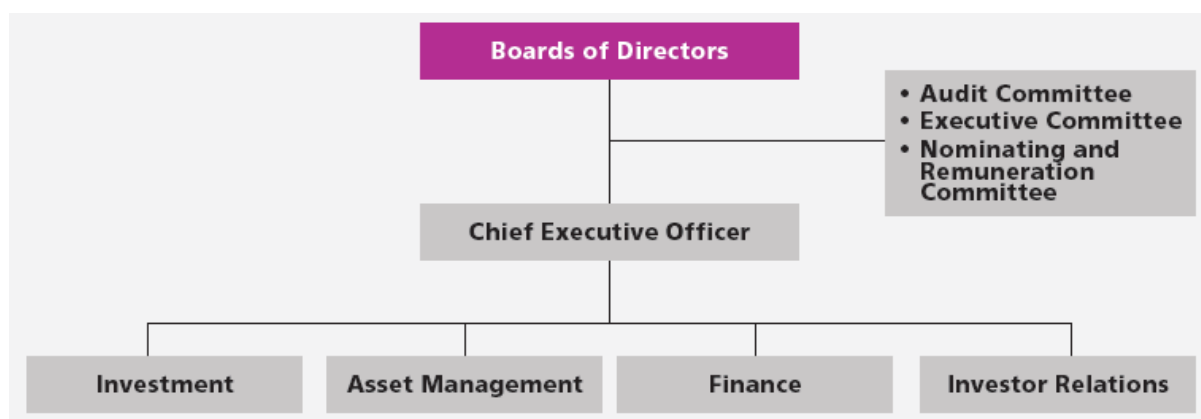 Boards of Directors
• Audit Committee
• Executive Committee
• Nominating and
Remuneration
Committee
Chief Executive Officer
Investment
Asset Management
Finance
Investor Relations